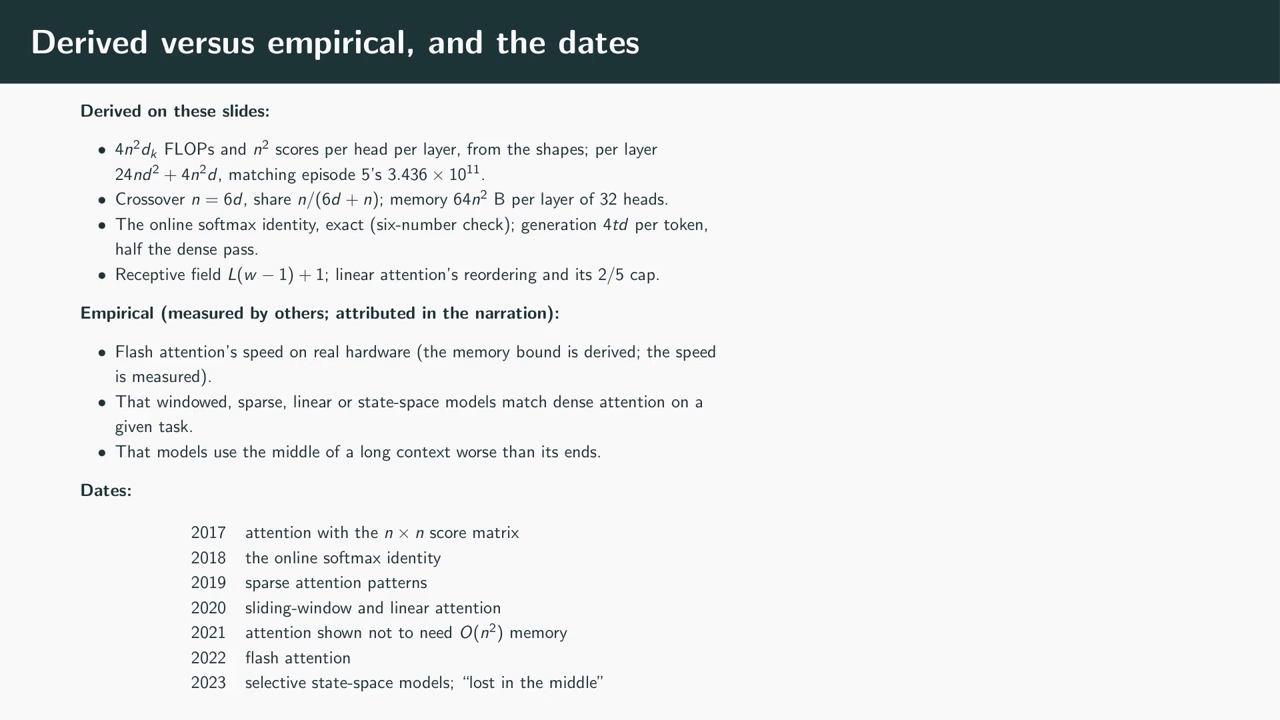 Derived versus empirical, and the dates
Derived on these slides:
• 4n²dₖ FLOPs and n² scores per head per layer, from the shapes; per layer
24nd² + 4n²d, matching episode 5's 3.436 × 10¹¹.
• Crossover n = 6d, share n/(6d + n); memory 64n² B per layer of 32 heads.
• The online softmax identity, exact (six-number check); generation 4td per token,
half the dense pass.
• Receptive field L(w − 1) + 1; linear attention's reordering and its 2/5 cap.
Empirical (measured by others; attributed in the narration):
• Flash attention's speed on real hardware (the memory bound is derived; the speed
is measured).
• That windowed, sparse, linear or state-space models match dense attention on a
given task.
• That models use the middle of a long context worse than its ends.
Dates:
2017 attention with the n × n score matrix
2018 the online softmax identity
2019 sparse attention patterns
2020 sliding-window and linear attention
2021 attention shown not to need O(n²) memory
2022 flash attention
2023 selective state-space models; “lost in the middle”